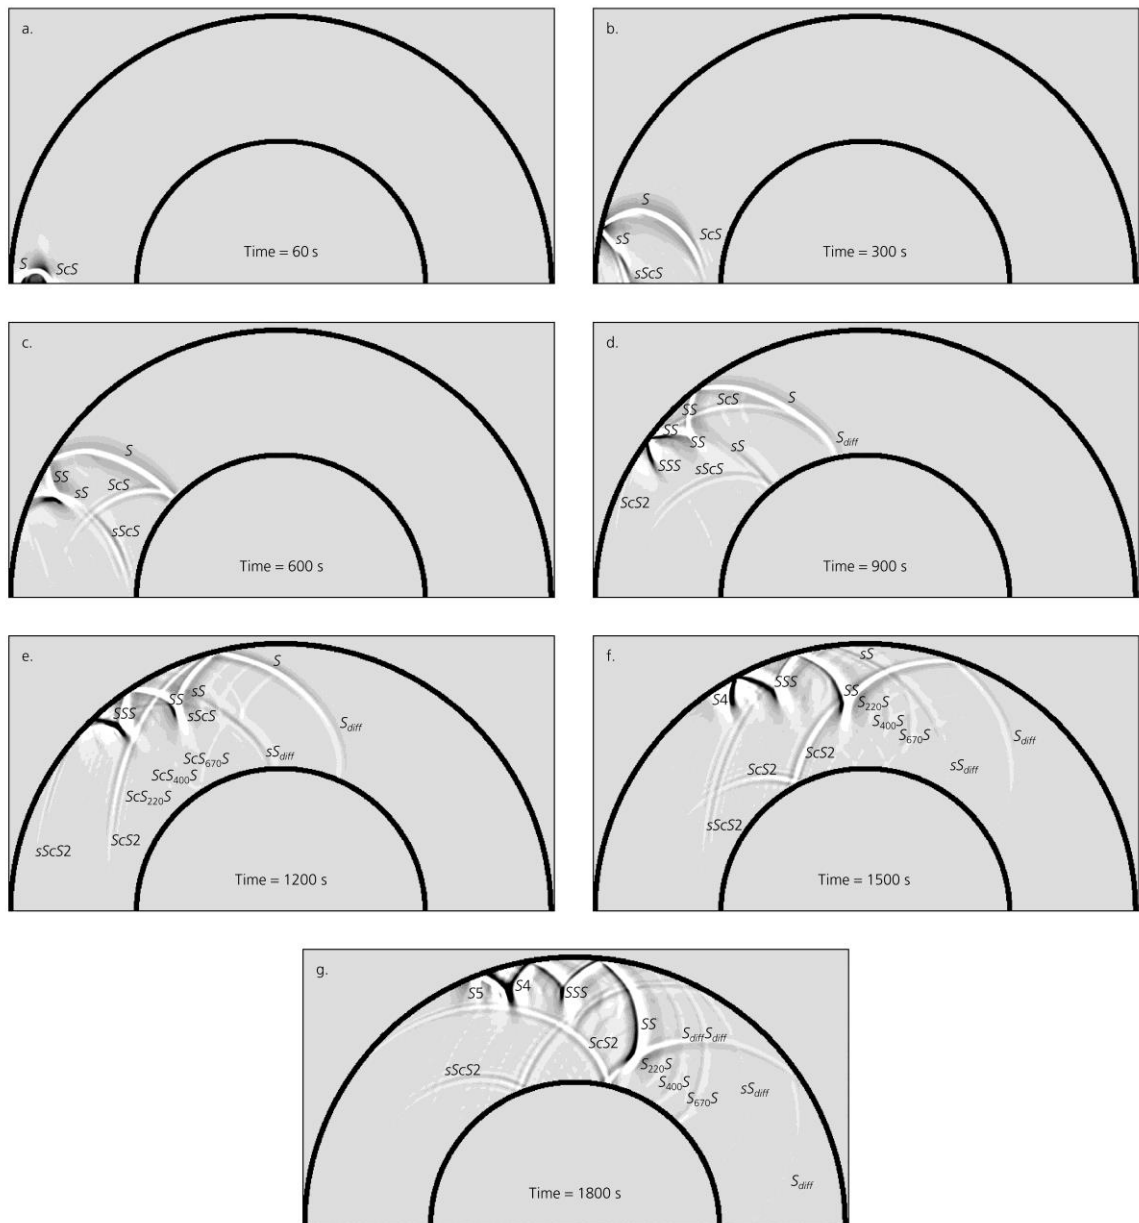 a.
S ScS
Time = 60 s
b.
S
ScS
sS
sScS
Time = 300 s
c.
S
SS
sS ScS
sScS
Time = 600 s
d.
S
ScS
SS
SS
SS
sS
Sdiff
SSS
sScS
ScS2
Time = 900 s
e.
S
sS
SS
SSS
sScS
Sdiff
sSdiff
ScS670S
ScS400S
ScS220S
ScS2
sScS2
Time = 1200 s
f.
sS
SSS
S4
SS
S220S
S400S
S670S
Sdiff
ScS2
ScS2
sSdiff
sScS2
Time = 1500 s
g.
S5 S4 SSS
SS
SdiffSdiff
ScS2
S220S
sScS2
S400S
sSdiff
S670S
Sdiff
Time = 1800 s